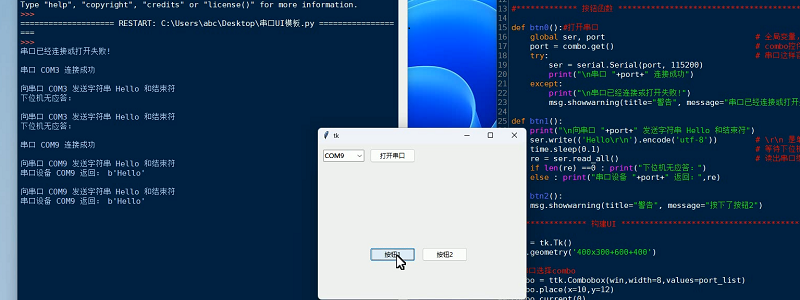 Type "help", "copyright", "credits" or "license()" for more information.
>>>
==================== RESTART: C:\Users\abc\Desktop\串口UI模板.py ================
===
>>>
串口已经连接或打开失败!
串口 COM3 连接成功
向串口 COM3 发送字符串 Hello 和结束符
下位机无应答:
向串口 COM3 发送字符串 Hello 和结束符
下位机无应答:
串口 COM9 连接成功
向串口 COM9 发送字符串 Hello 和结束符
串口设备 COM9 返回: b'Hello'
向串口 COM9 发送字符串 Hello 和结束符
串口设备 COM9 返回: b'Hello'
tk
COM9 打开串口
按钮1 按钮2
13 #************* 按钮函数 **************************************
14
15 def btn0():#打开串口
16 global ser, port # 全局变量,
17 port = combo.get() # combo控
18 try: # 串口这样
19 ser = serial.Serial(port, 115200)
20 print("\n串口 "+port+" 连接成功")
21 except:
22 print("\n串口已经连接或打开失败!")
23 msg.showwarning(title="警告", message="串口已经连接或打开
24
25 def btn1():
print("\n向串口 "+port+" 发送字符串 Hello 和结束符")
ser.write(('Hello\r\n').encode('utf-8')) # \r\n 是
time.sleep(0.1) # 等待下位机
re = ser.read_all() # 读出串口
if len(re) ==0 : print("下位机无应答:")
else : print("串口设备 "+port+" 返回:",re)
btn2():
msg.showwarning(title="警告", message="按下了按钮2")
************* 构建UI **************************************
= tk.Tk()
.geometry('400x300+600+400')
口选择combo
bo = ttk.Combobox(win,width=8,values=port_list)
bo.place(x=10,y=12)
bo.current(0)